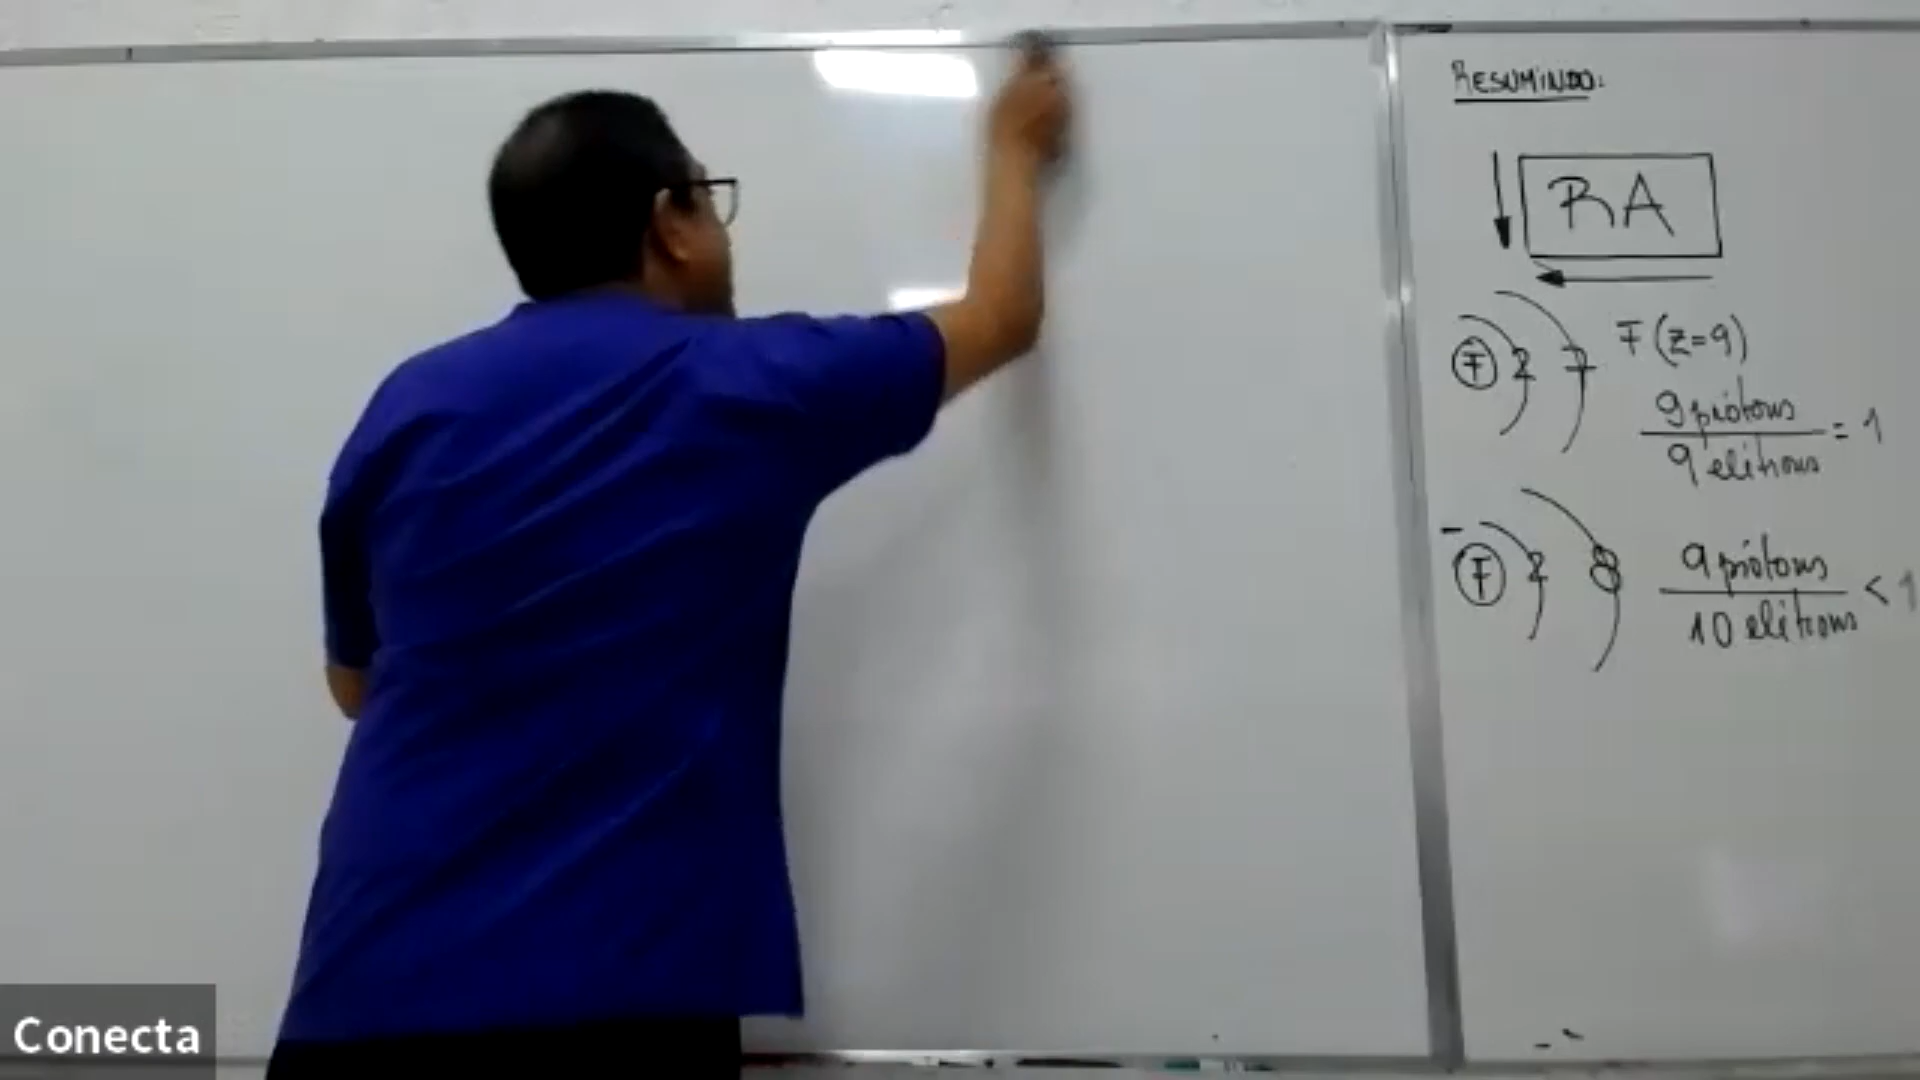 RESUMINDO:
RA
F 2 7 F (Z=9)
9 prótons
9 elétrons = 1
-
F 2 8
9 prótons
10 elétrons < 1
Conecta